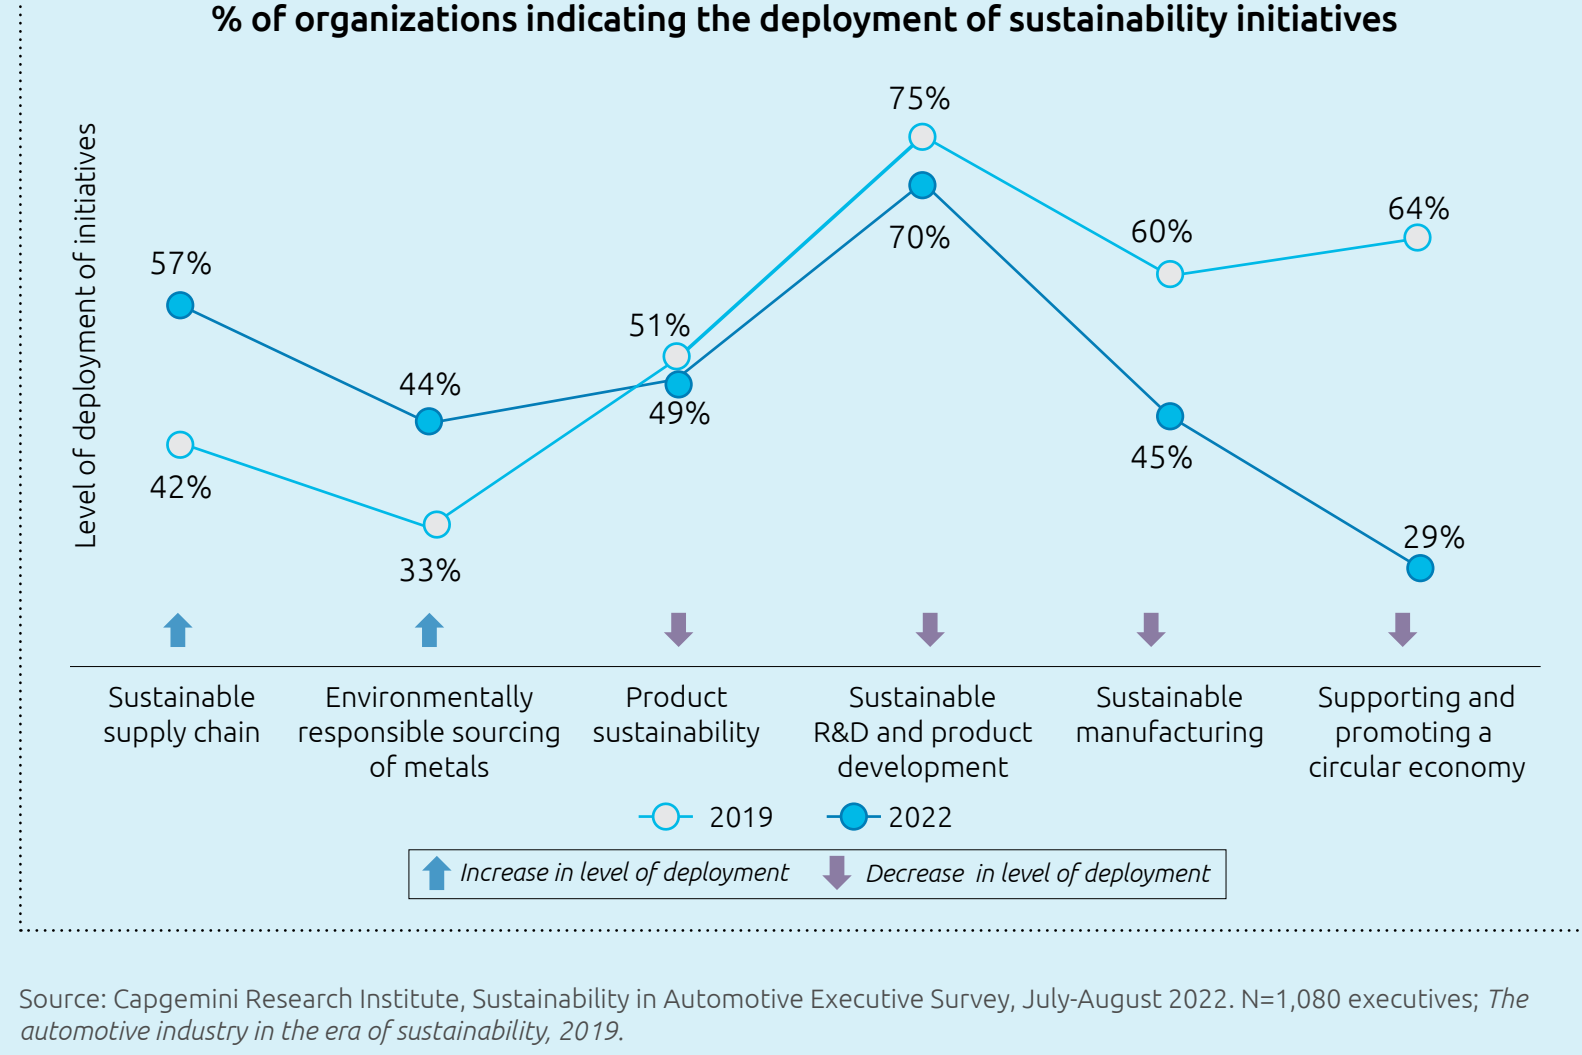 % of organizations indicating the deployment of sustainability initiatives
Level of deployment of initiatives
75%
70%
64%
60%
57%
51%
49%
44%
45%
42%
33%
29%
Sustainable
supply chain
Environmentally
responsible sourcing
of metals
Product
sustainability
Sustainable
R&D and product
development
Sustainable
manufacturing
Supporting and
promoting a
circular economy
2019
2022
Increase in level of deployment
Decrease in level of deployment
Source: Capgemini Research Institute, Sustainability in Automotive Executive Survey, July-August 2022. N=1,080 executives; The
automotive industry in the era of sustainability, 2019.